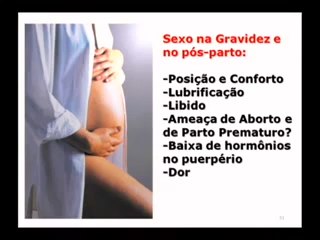 Sexo na Gravidez e
no pós-parto:
-Posição e Conforto
-Lubrificação
-Libido
-Ameaça de Aborto e
de Parto Prematuro?
-Baixa de hormônios
no puerpério
-Dor